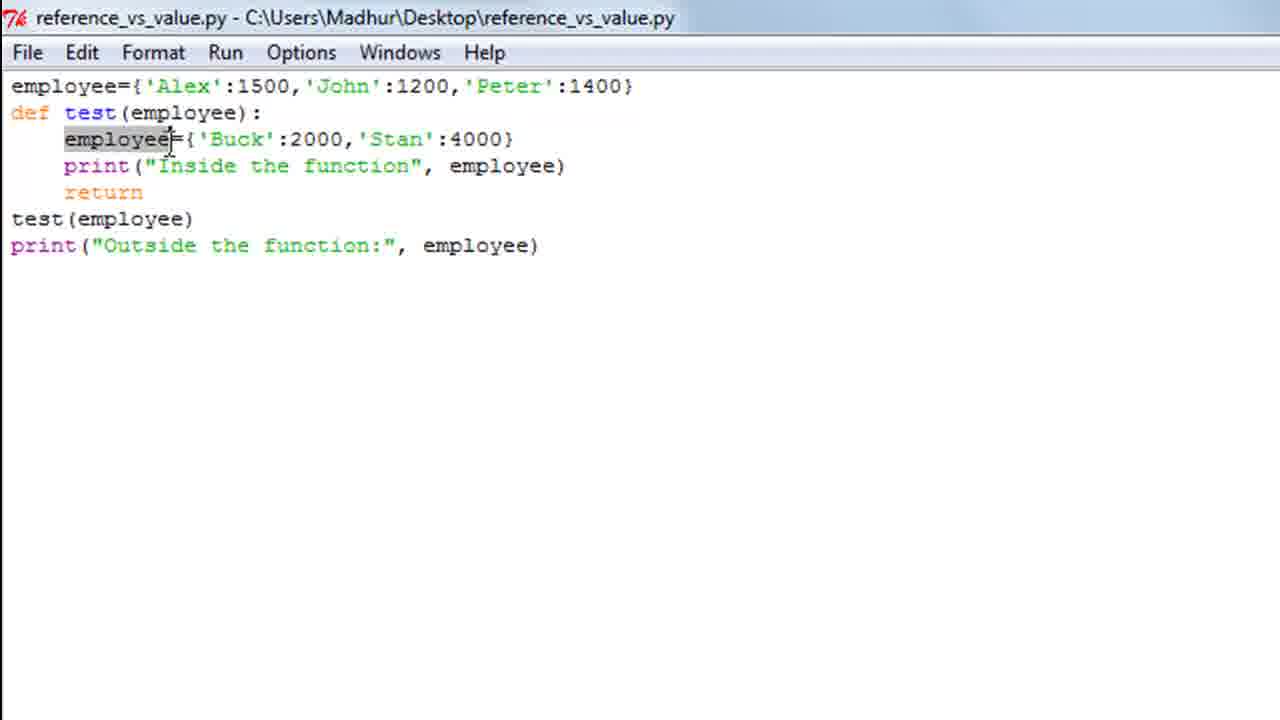 reference_vs_value.py - C:\Users\Madhur\Desktop\reference_vs_value.py
File Edit Format Run Options Windows Help
employee={'Alex':1500,'John':1200,'Peter':1400}
def test(employee):
    employee={'Buck':2000,'Stan':4000}
    print("Inside the function", employee)
    return
test(employee)
print("Outside the function:", employee)